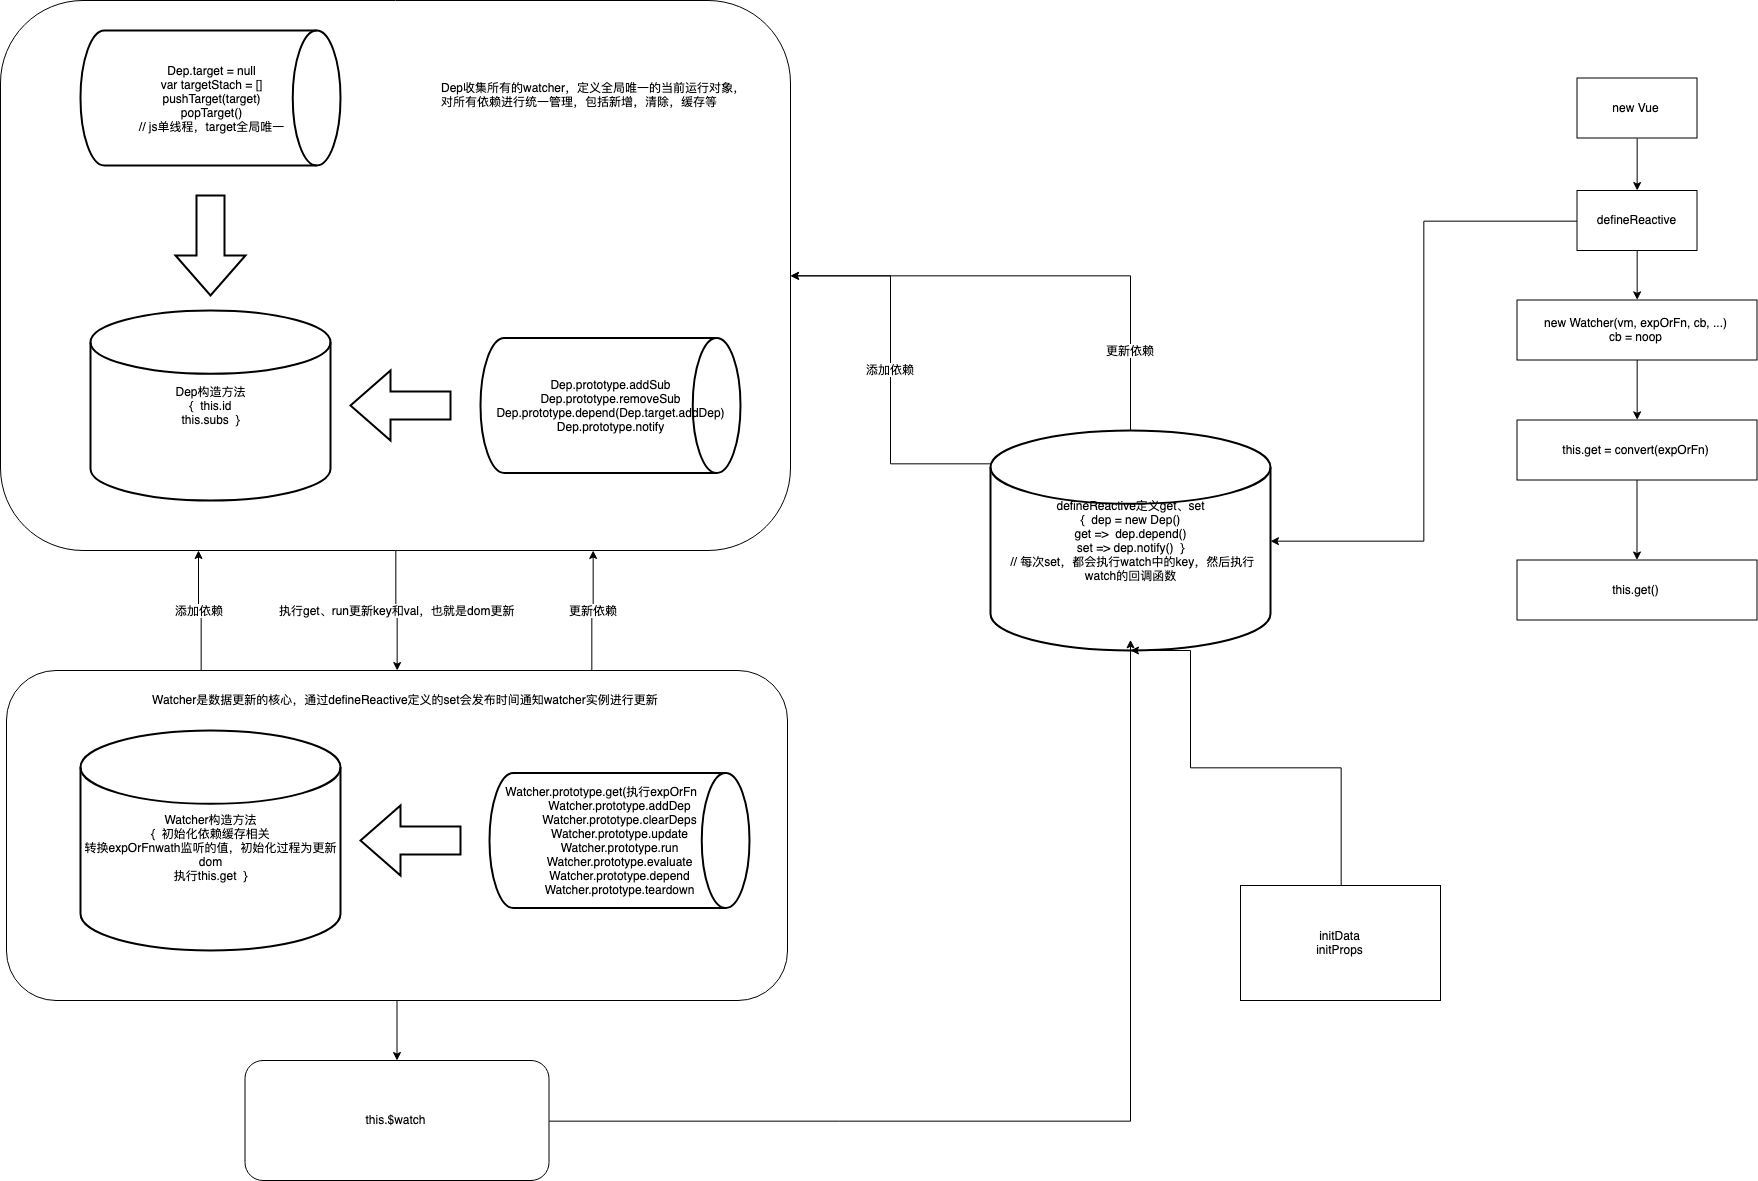 Dep.target = null
var targetStach = []
pushTarget(target)
popTarget()
// js单线程，target全局唯一
Dep收集所有的watcher，定义全局唯一的当前运行对象，
对所有依赖进行统一管理，包括新增，清除，缓存等
Dep构造方法
{ this.id
this.subs }
Dep.prototype.addSub
Dep.prototype.removeSub
Dep.prototype.depend(Dep.target.addDep)
Dep.prototype.notify
添加依赖
执行get、run更新key和val，也就是dom更新
更新依赖
Watcher是数据更新的核心，通过defineReactive定义的set会发布时间通知watcher实例进行更新
Watcher构造方法
{ 初始化依赖缓存相关
转换expOrFnwath监听的值，初始化过程为更新
dom
执行this.get }
Watcher.prototype.get(执行expOrFn
Watcher.prototype.addDep
Watcher.prototype.clearDeps
Watcher.prototype.update
Watcher.prototype.run
Watcher.prototype.evaluate
Watcher.prototype.depend
Watcher.prototype.teardown
this.$watch
添加依赖
更新依赖
defineReactive定义get、set
{ dep = new Dep()
get => dep.depend()
set => dep.notify() }
// 每次set，都会执行watch中的key，然后执行
watch的回调函数
initData
initProps
new Vue
defineReactive
new Watcher(vm, expOrFn, cb, ...)
cb = noop
this.get = convert(expOrFn)
this.get()